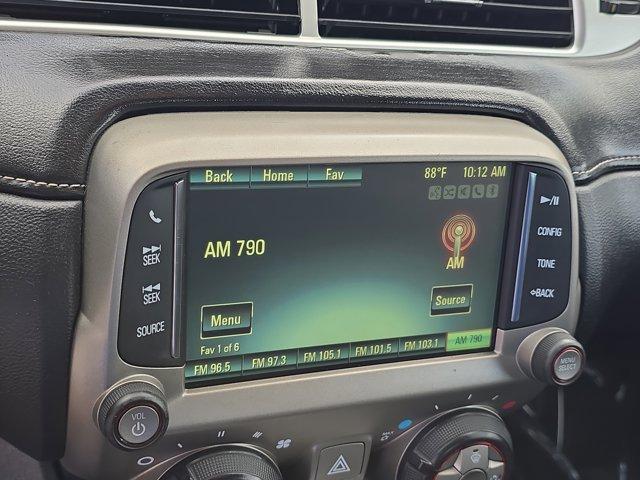 Back Home Fav 88°F 10:12 AM
AM 790
AM
Menu
Source
Fav 1 of 6
FM 96.5 FM 97.3 FM 105.1 FM 101.5 FM 103.1 AM 790
SEEK
SEEK
SOURCE
CONFIG
TONE
BACK
VOL
MENU
SELECT
MAX